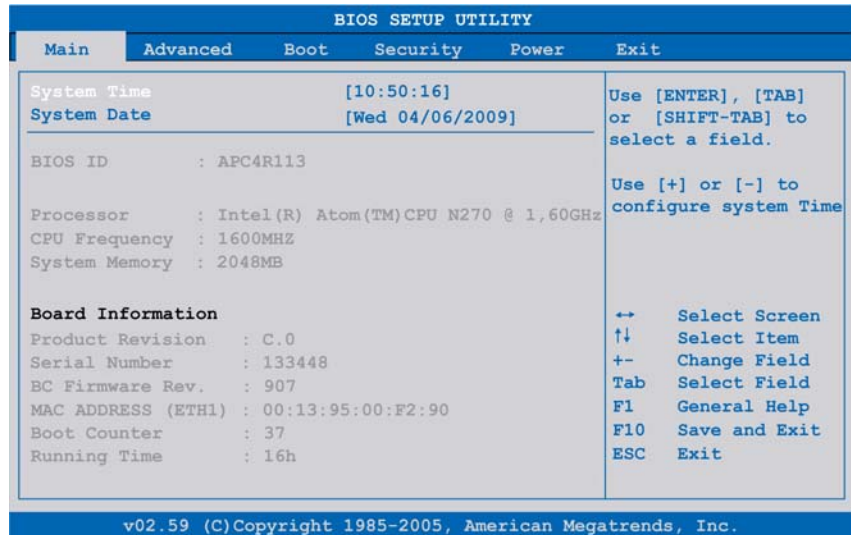 BIOS SETUP UTILITY
Main Advanced Boot Security Power Exit
System Time [10:50:16]
System Date [Wed 04/06/2009]
BIOS ID : APC4R113
Processor : Intel(R) Atom(TM)CPU N270 @ 1,60GHz
CPU Frequency : 1600MHZ
System Memory : 2048MB
Board Information
Product Revision : C.0
Serial Number : 133448
BC Firmware Rev. : 907
MAC ADDRESS (ETH1) : 00:13:95:00:F2:90
Boot Counter : 37
Running Time : 16h
Use [ENTER], [TAB]
or [SHIFT-TAB] to
select a field.
Use [+] or [-] to
configure system Time
↔ Select Screen
↑↓ Select Item
+- Change Field
Tab Select Field
F1 General Help
F10 Save and Exit
ESC Exit
v02.59 (C)Copyright 1985-2005, American Megatrends, Inc.